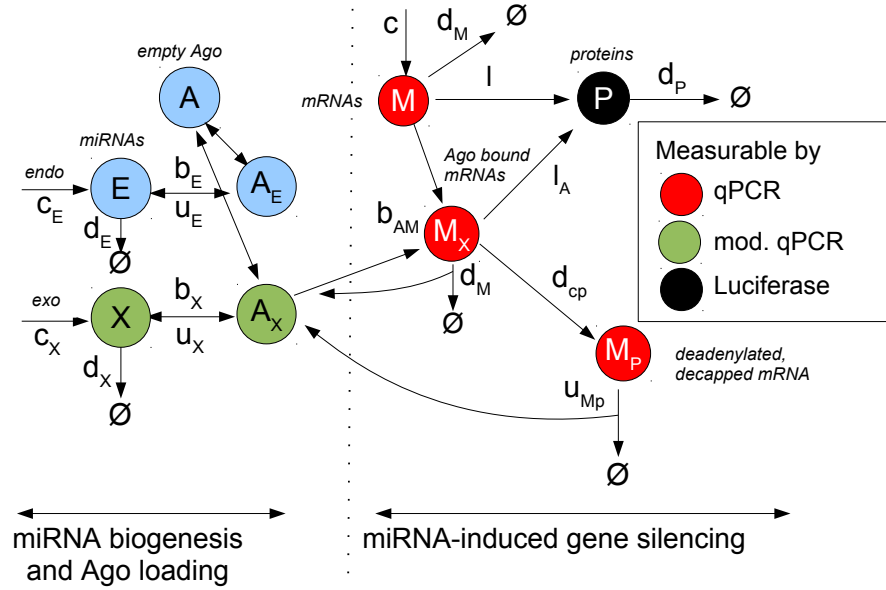 c
d_M
Ø
empty Ago
A
mRNAs
M
l
proteins
P
d_P
Ø
miRNAs
endo
c_E
E
b_E
u_E
A_E
d_E
Ø
Ago bound
mRNAs
l_A
b_AM
M_X
d_M
Ø
d_cp
exo
c_X
X
b_X
u_X
A_X
d_X
Ø
M_P
deadenylated,
decapped mRNA
u_Mp
Ø
Measurable by
qPCR
mod. qPCR
Luciferase
miRNA biogenesis
and Ago loading
miRNA-induced gene silencing